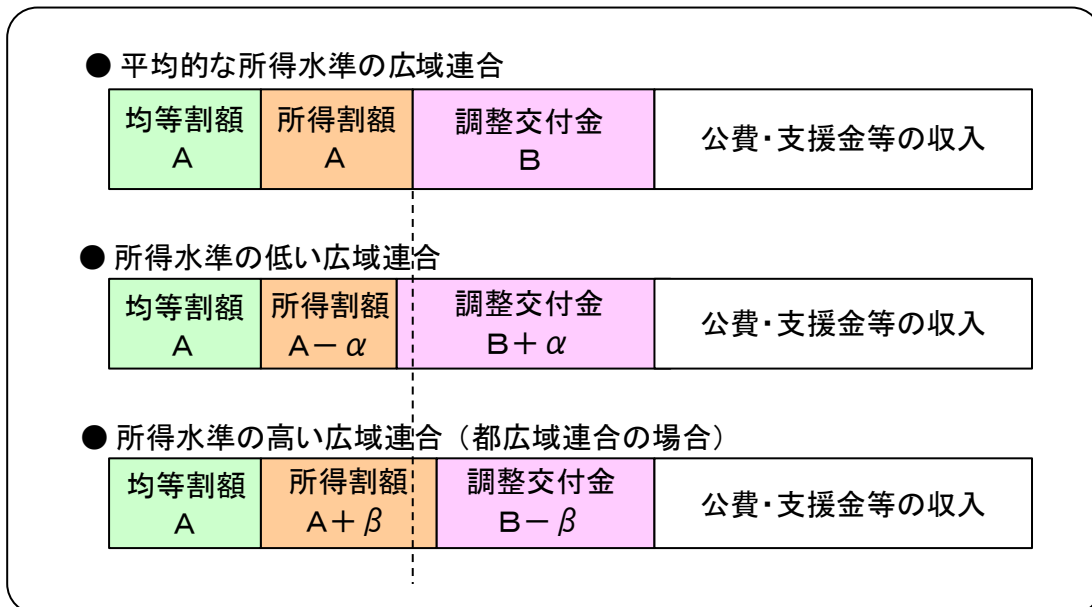 ● 平均的な所得水準の広域連合
均等割額
A
所得割額
A
調整交付金
B
公費・支援金等の収入
● 所得水準の低い広域連合
均等割額
A
所得割額
A－α
調整交付金
B＋α
公費・支援金等の収入
● 所得水準の高い広域連合（都広域連合の場合）
均等割額
A
所得割額
A＋β
調整交付金
B－β
公費・支援金等の収入